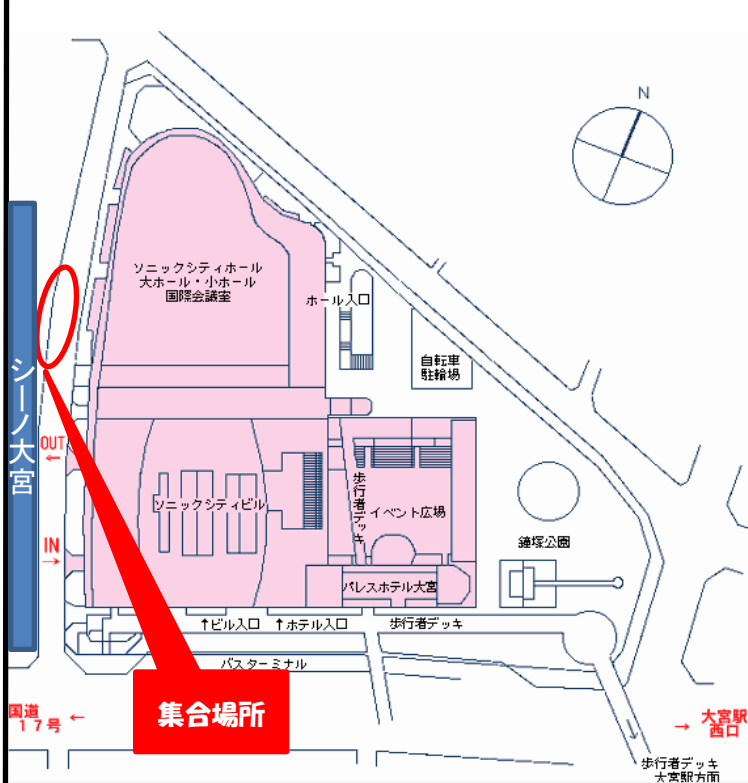 N
ソニックシティホール
大ホール・小ホール
国際会議室
ホール入口
自転車
駐輪場
シーノ大宮
OUT
←
IN
→
ソニックシティビル
歩行者デッキ
イベント広場
鐘塚公園
パレスホテル大宮
↑ビル入口
↑ホテル入口
歩行者デッキ
バスターミナル
集合場所
国道
17号 ←
→ 大宮駅
西口
歩行者デッキ
大宮駅方面